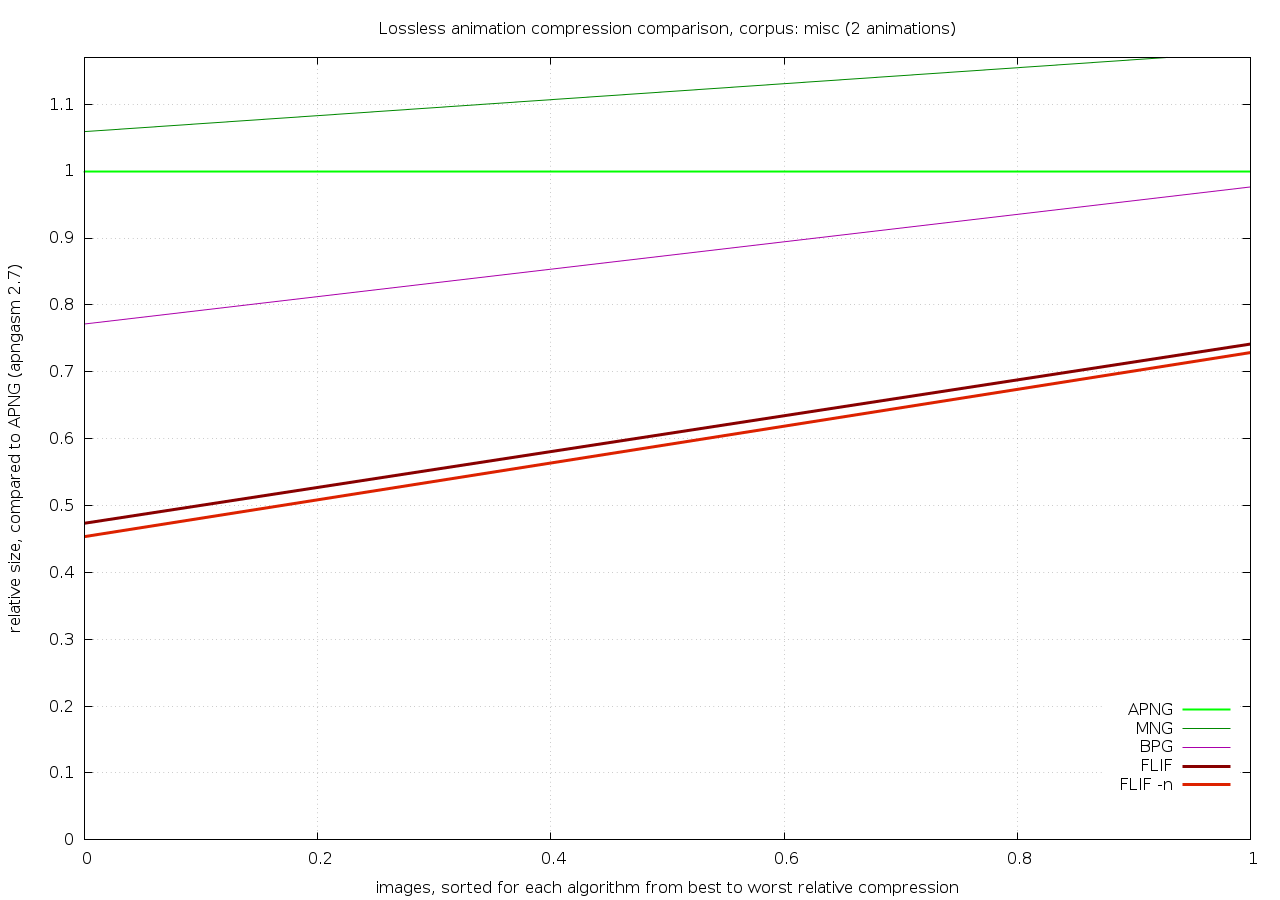 Lossless animation compression comparison, corpus: misc (2 animations)
relative size, compared to APNG (apngasm 2.7)
1.1
1
0.9
0.8
0.7
0.6
0.5
0.4
0.3
0.2
0.1
0
APNG
MNG
BPG
FLIF
FLIF -n
0 0.2 0.4 0.6 0.8 1
images, sorted for each algorithm from best to worst relative compression